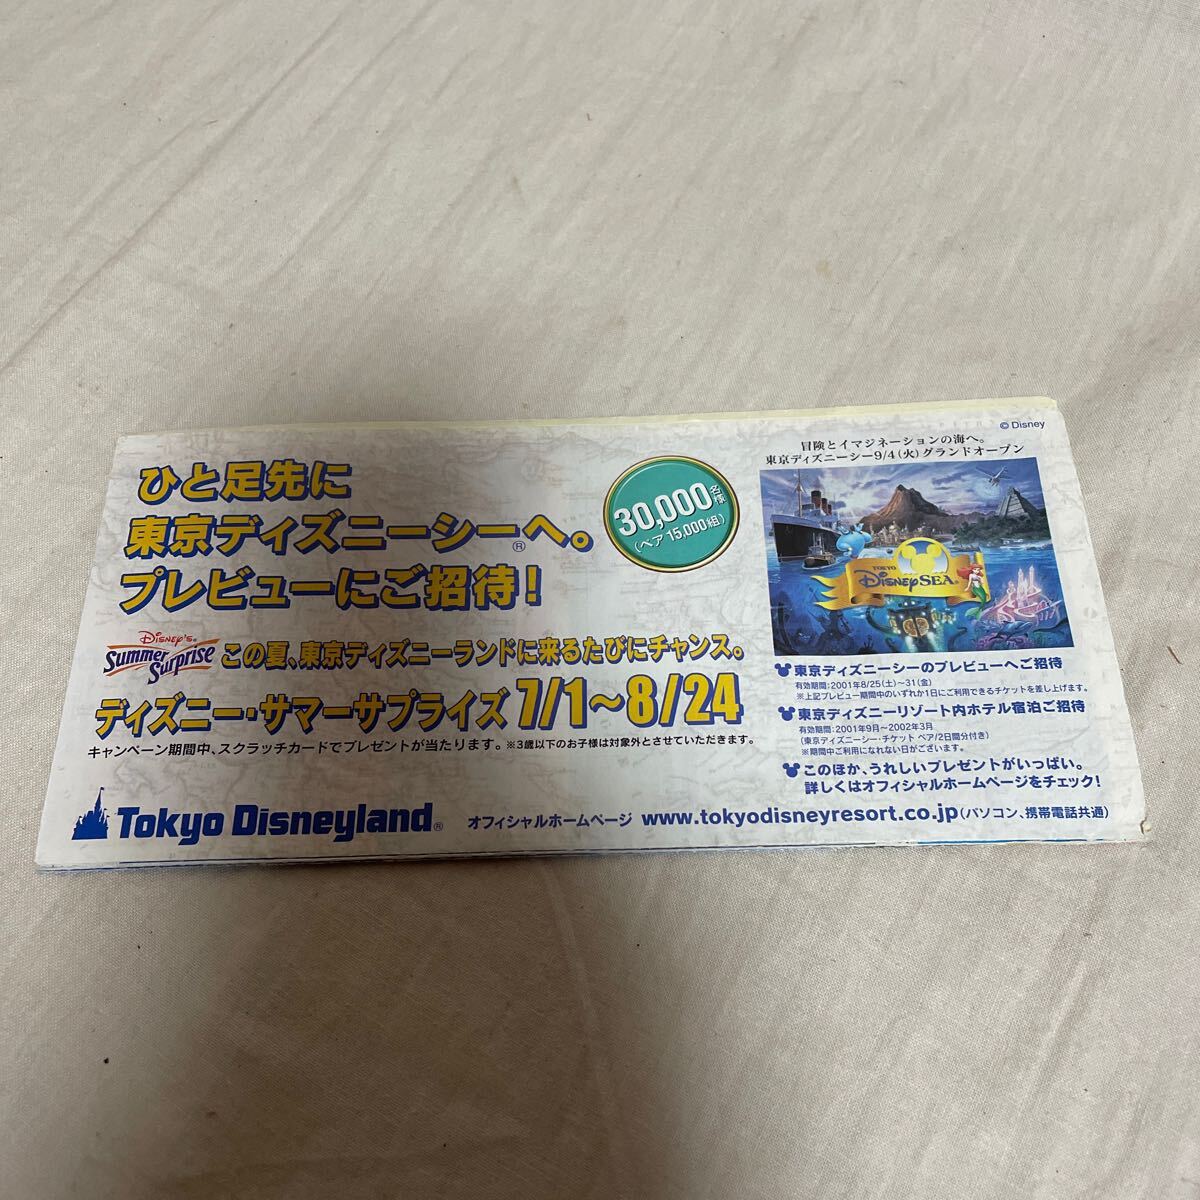 ひと足先に
東京ディズニーシー®へ。
プレビューにご招待!
30,000名様
(ペア15,000組)
Disney's®
Summer Surprise
この夏、東京ディズニーランドに来るたびにチャンス。
ディズニー・サマーサプライズ 7/1～8/24
キャンペーン期間中、スクラッチカードでプレゼントが当たります。※3歳以下のお子様は対象外とさせていただきます。
Tokyo Disneyland®
オフィシャルホームページ www.tokyodisneyresort.co.jp(パソコン、携帯電話共通)
© Disney
冒険とイマジネーションの海へ。
東京ディズニーシー9/4(火)グランドオープン
TOKYO
DisneySEA®
東京ディズニーシーのプレビューへご招待
有効期間:2001年8/25(土)～31(金)
※上記プレビュー期間中のいずれか1日にご利用できるチケットを差し上げます。
東京ディズニーリゾート内ホテル宿泊ご招待
有効期間:2001年9月～2002年3月
(東京ディズニーシー・チケット ペア/2日間分付き)
※期間中ご利用になれない日がございます。
このほか、うれしいプレゼントがいっぱい。
詳しくはオフィシャルホームページをチェック!